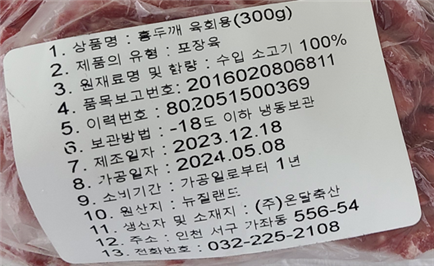 1. 상품명 : 홍두깨 육회용(300g)
2. 제품의 유형 : 포장육
3. 원재료명 및 함량 : 수입 소고기 100%
4. 품목보고번호: 2016020806811
5. 이력번호: 802051500369
6. 보관방법 : -18도 이하 냉동보관
7. 제조일자 : 2023.12.18
8. 가공일자 : 2024.05.08
9. 소비기간 : 가공일로부터 1년
10. 원산지 : 뉴질랜드
11. 생산자 및 소재지 : (주)온달축산
12. 주소 : 인천 서구 가좌동 556-54
13. 전화번호 : 032-225-2108